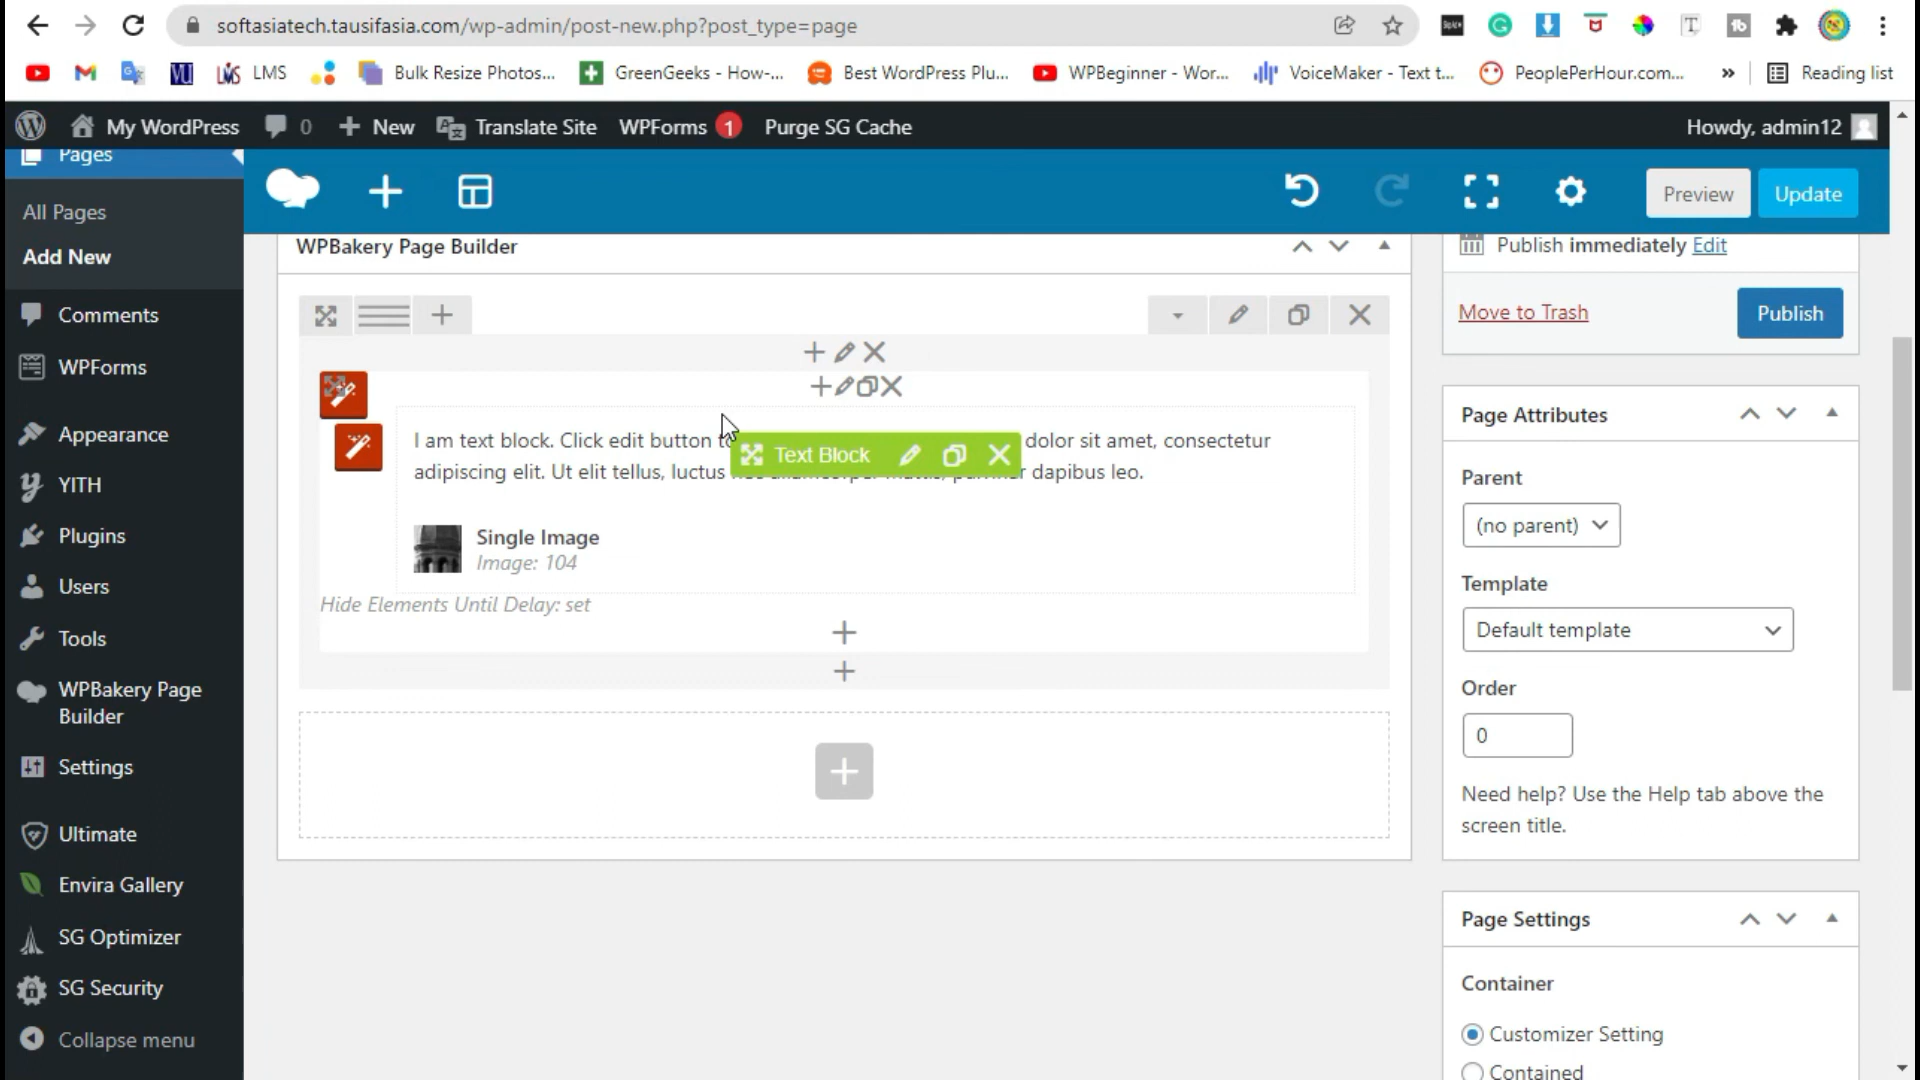 softasiatech.tausifasia.com/wp-admin/post-new.php?post_type=page
LMS
Bulk Resize Photos...
GreenGeeks - How-...
Best WordPress Plu...
WPBeginner - Wor...
VoiceMaker - Text t...
PeoplePerHour.com...
»
Reading list
My WordPress
0
New
Translate Site
WPForms 1
Purge SG Cache
Howdy, admin12
Pages
All Pages
Add New
Comments
WPForms
Appearance
YITH
Plugins
Users
Tools
WPBakery Page
Builder
Settings
Ultimate
Envira Gallery
SG Optimizer
SG Security
Collapse menu
Preview
Update
WPBakery Page Builder
I am text block. Click edit button dolor sit amet, consectetur
Text Block
adipiscing elit. Ut elit tellus, luctus dapibus leo.
Single Image
Image: 104
Hide Elements Until Delay: set
Publish immediately Edit
Move to Trash
Publish
Page Attributes
Parent
(no parent)
Template
Default template
Order
0
Need help? Use the Help tab above the
screen title.
Page Settings
Container
Customizer Setting
Contained